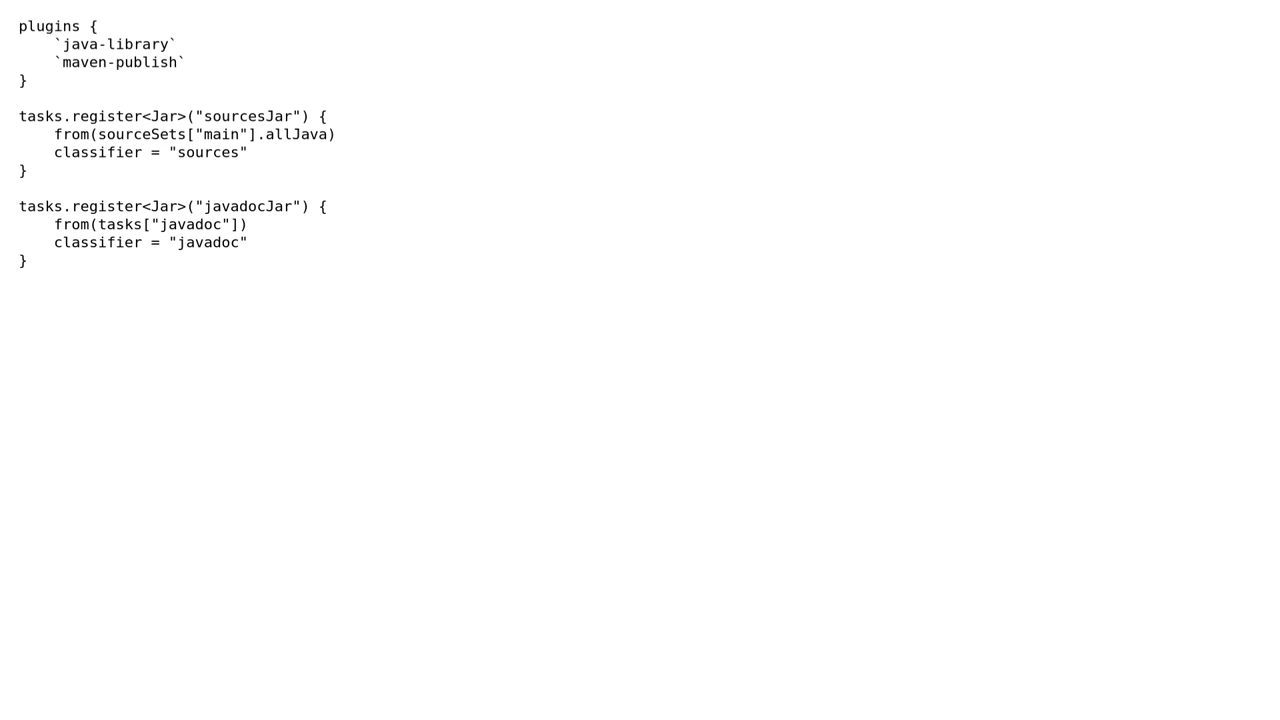 plugins {
    `java-library`
    `maven-publish`
}

tasks.register<Jar>("sourcesJar") {
    from(sourceSets["main"].allJava)
    classifier = "sources"
}

tasks.register<Jar>("javadocJar") {
    from(tasks["javadoc"])
    classifier = "javadoc"
}